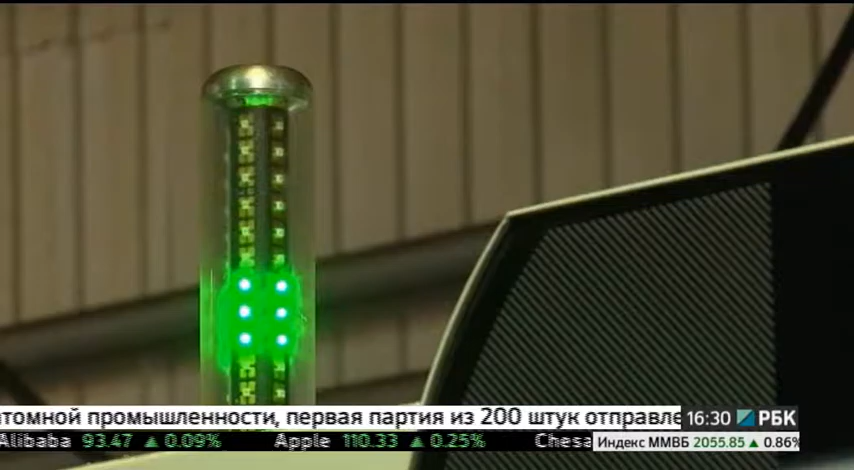 атомной промышленности, первая партия из 200 штук отправле 16:30 РБК
Alibaba 93.47 ▲ 0.09% Apple 110.33 ▲ 0.25% Chesa Индекс ММВБ 2055.85 ▲ 0.86%